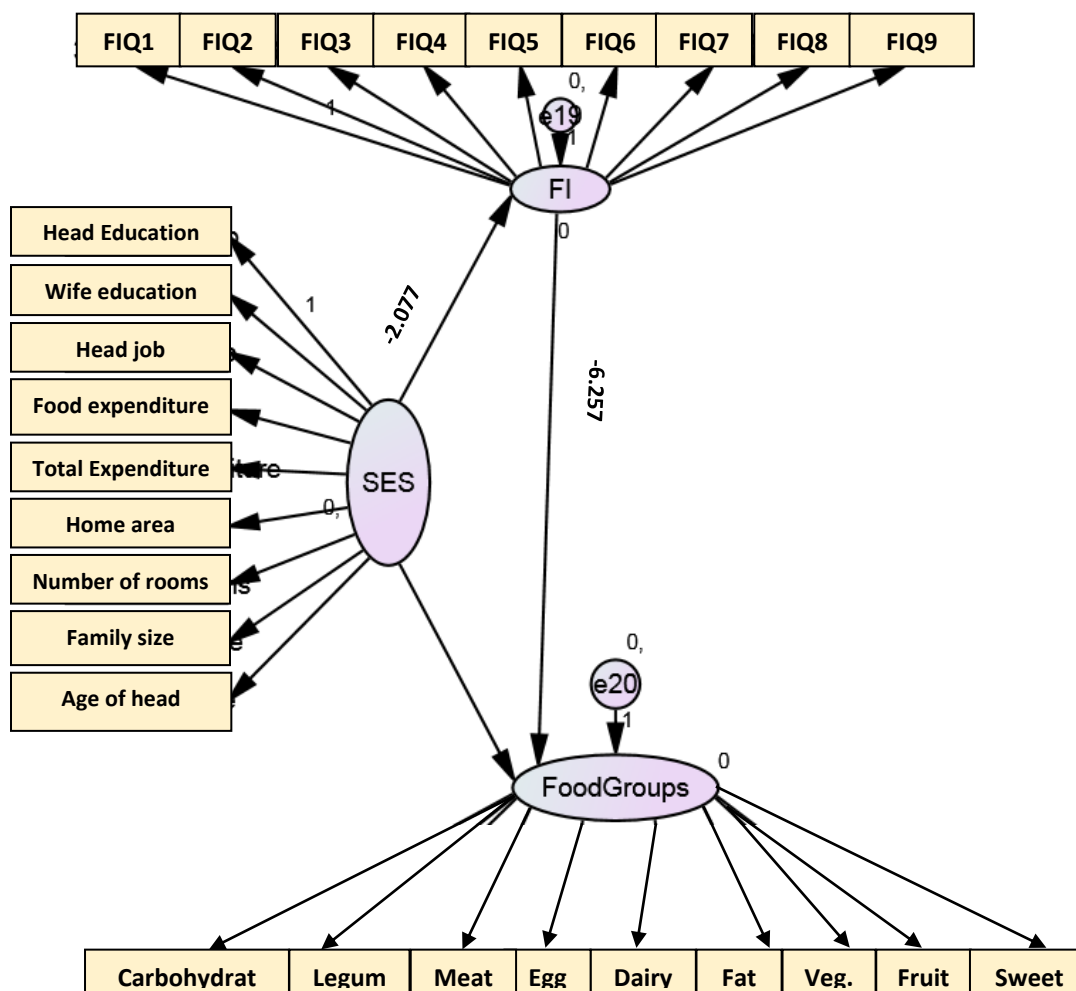 FIQ1 FIQ2 FIQ3 FIQ4 FIQ5 FIQ6 FIQ7 FIQ8 FIQ9
0,
1
e19
1
FI
0
Head Education
Wife education
1
-2.077
Head job
-6.257
Food expenditure
Total Expenditure
SES
0,
Home area
Number of rooms
Family size
0,
Age of head
e20
1
0
FoodGroups
Carbohydrat Legum Meat Egg Dairy Fat Veg. Fruit Sweet